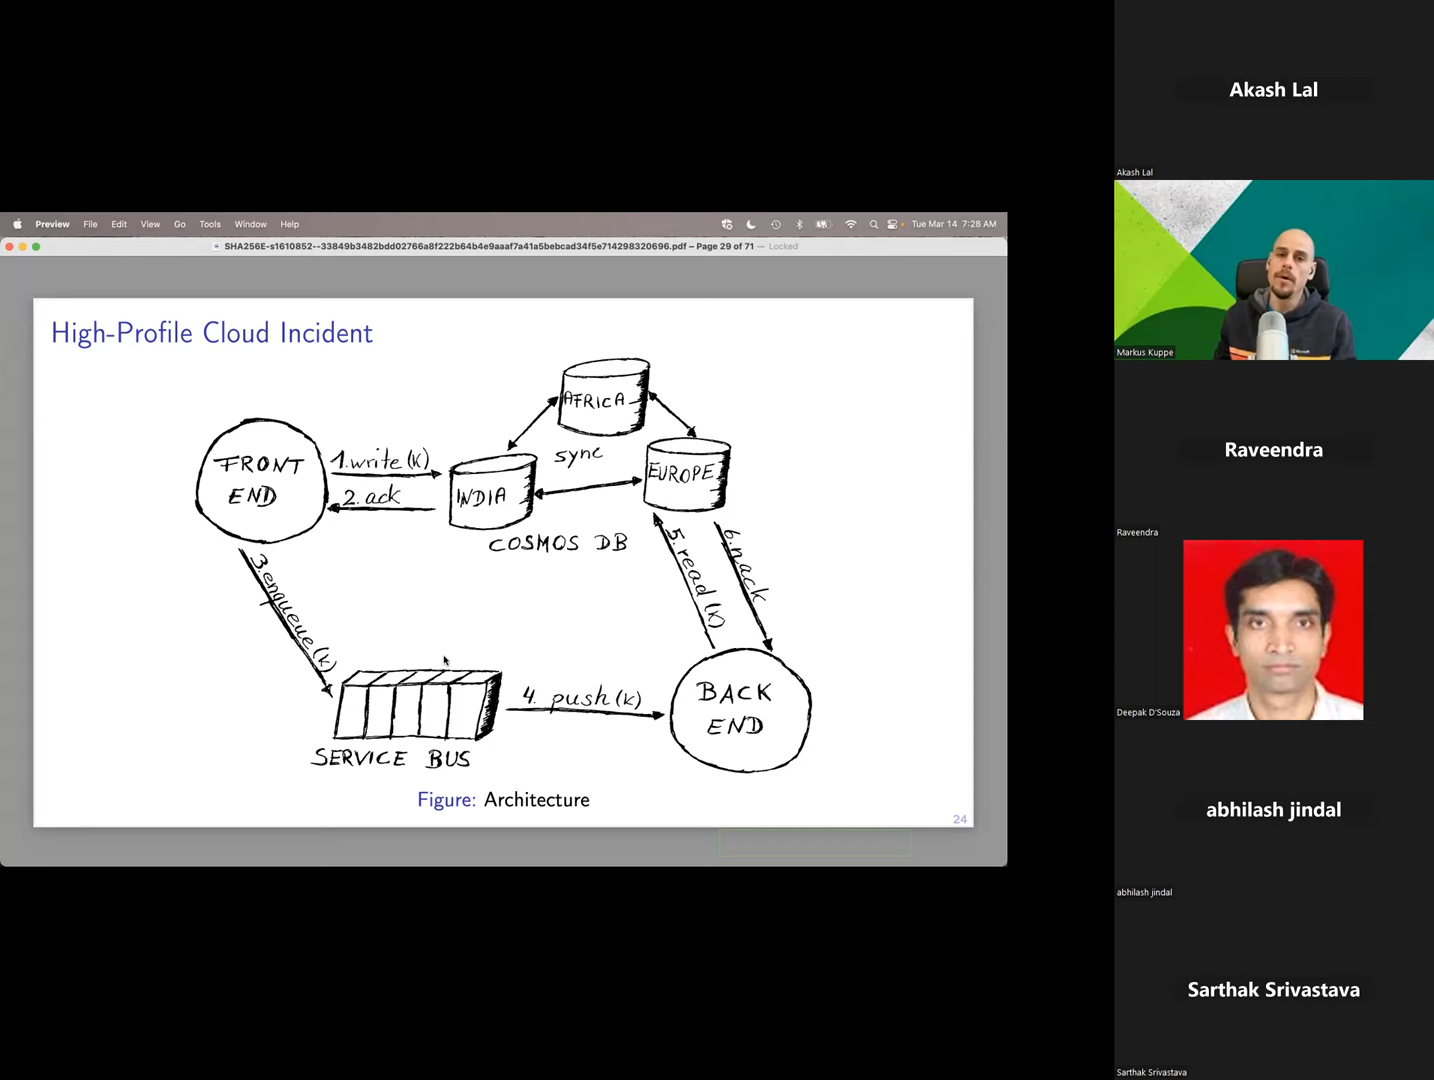 Preview File Edit View Go Tools Window Help
Tue Mar 14 7:28 AM
SHA256E-s1610852--33849b3482bdd02766a8f222b64b4e9aaaf7a41a5bebcad34f5e714298320696.pdf – Page 29 of 71 — Locked
High-Profile Cloud Incident
AFRICA
FRONT
END
1.write(k)
2.ack
INDIA
sync
EUROPE
COSMOS DB
3.enqueue(k)
5.read(k)
6.nack
4. push(k)
SERVICE BUS
BACK
END
Figure: Architecture
24
Akash Lal
Akash Lal
Markus Kuppe
Raveendra
Raveendra
Deepak D'Souza
abhilash jindal
abhilash jindal
Sarthak Srivastava
Sarthak Srivastava